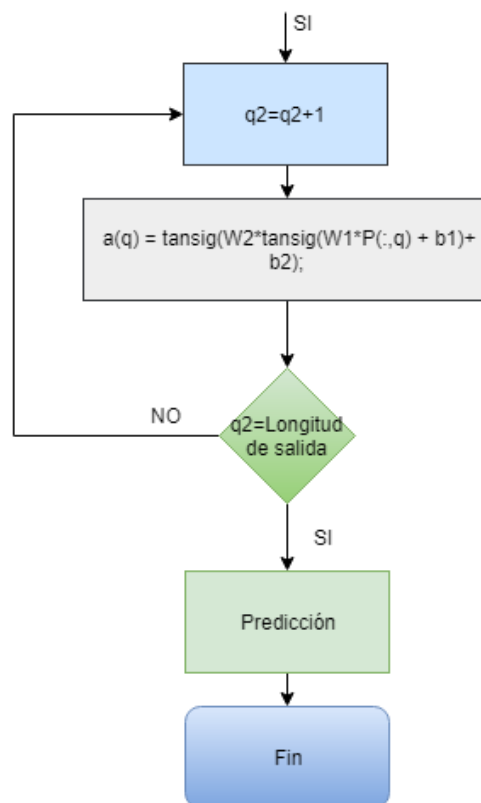 SI
q2=q2+1
a(q) = tansig(W2*tansig(W1*P(:,q) + b1)+
b2);
NO
q2=Longitud
de salida
SI
Predicción
Fin